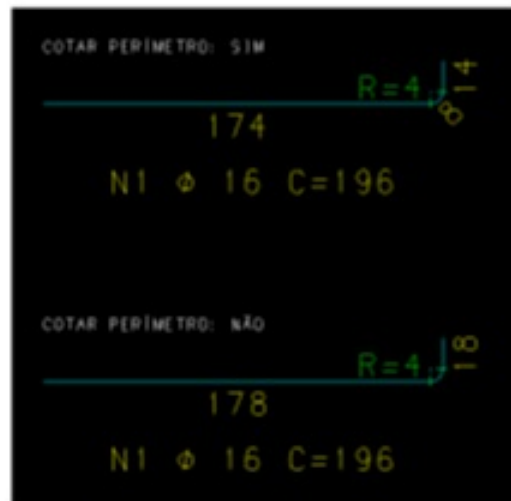 COTAR PERÍMETRO: SIM
R=4
14
8
174
N1 Φ 16 C=196
COTAR PERÍMETRO: NÃO
R=4
18
178
N1 Φ 16 C=196